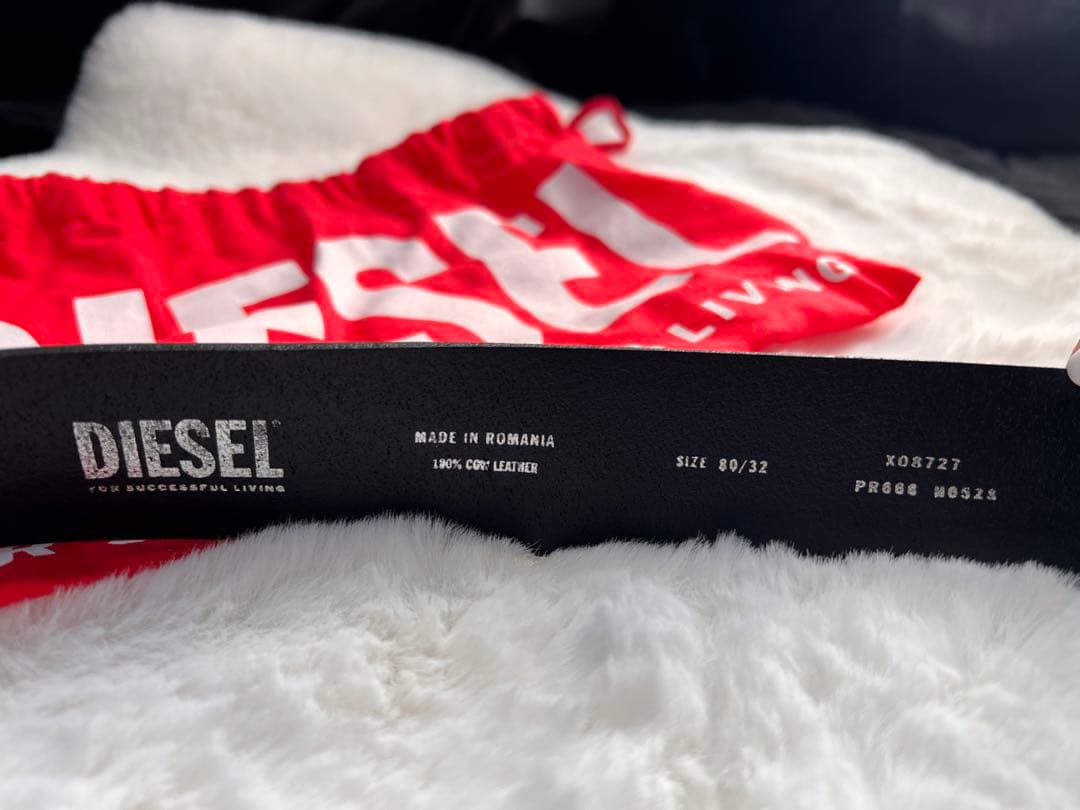 DIESEL
LIVING
DIESEL
FOR SUCCESSFUL LIVING
MADE IN ROMANIA
100% COW LEATHER
SIZE 80/32
X08727
PR666